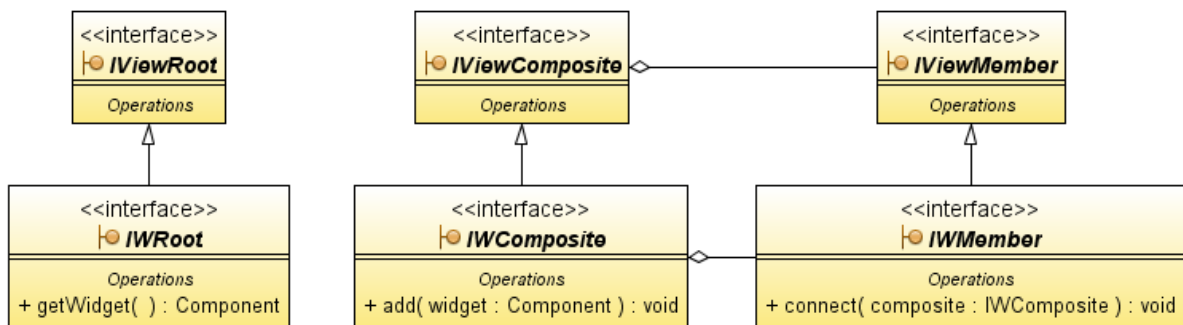 <<interface>>
IViewRoot
Operations
<<interface>>
IViewComposite
Operations
<<interface>>
IViewMember
Operations
<<interface>>
IWRoot
Operations
+ getWidget( ) : Component
<<interface>>
IWComposite
Operations
+ add( widget : Component ) : void
<<interface>>
IWMember
Operations
+ connect( composite : IWComposite ) : void